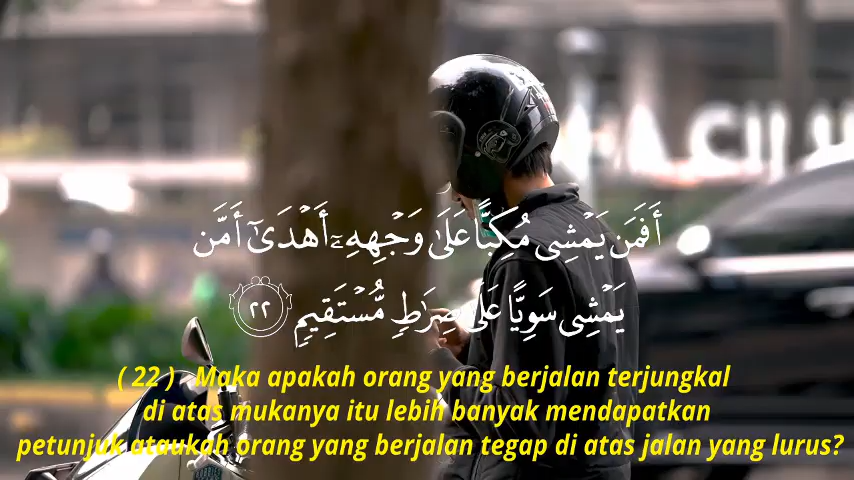 أَفَمَن يَمْشِى مُكِبًّا عَلَىٰ وَجْهِهِۦٓ أَهْدَىٰٓ أَمَّن
يَمْشِى سَوِيًّا عَلَىٰ صِرَٰطٍ مُّسْتَقِيمٍ ٢٢
( 22 ) Maka apakah orang yang berjalan terjungkal
di atas mukanya itu lebih banyak mendapatkan
petunjuk ataukah orang yang berjalan tegap di atas jalan yang lurus?